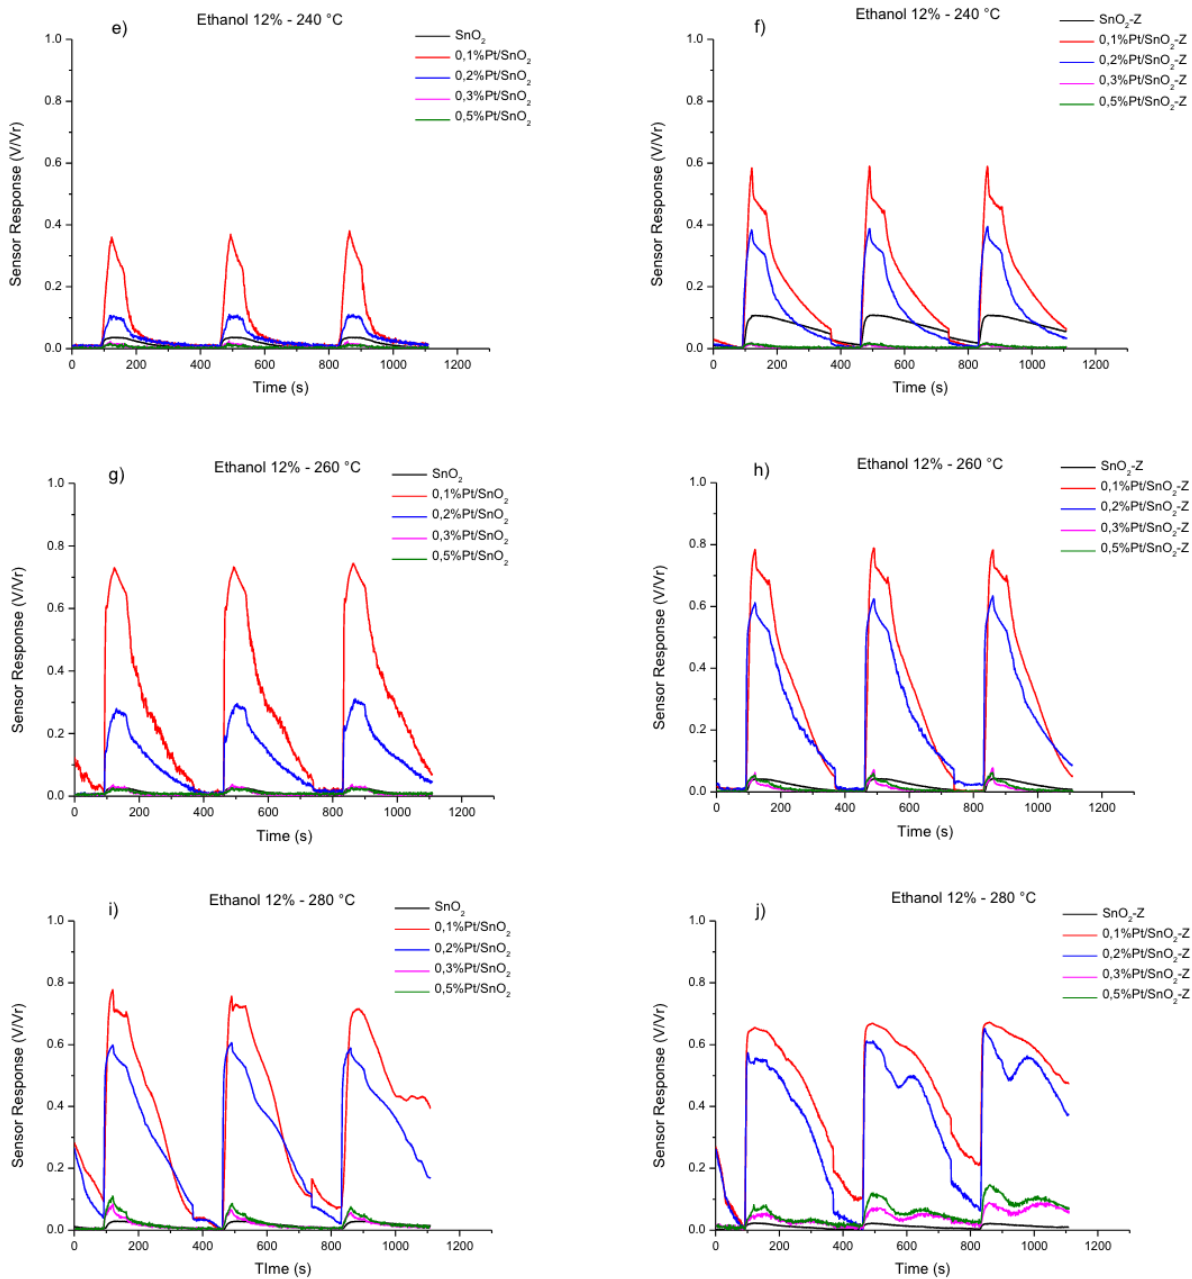 e)
Ethanol 12% - 240 °C
SnO2
0,1%Pt/SnO2
0,2%Pt/SnO2
0,3%Pt/SnO2
0,5%Pt/SnO2
1.0
0.8
0.6
0.4
0.2
0.0
Sensor Response (V/Vr)
0 200 400 600 800 1000 1200
Time (s)
f)
Ethanol 12% - 240 °C
SnO2-Z
0,1%Pt/SnO2-Z
0,2%Pt/SnO2-Z
0,3%Pt/SnO2-Z
0,5%Pt/SnO2-Z
1.0
0.8
0.6
0.4
0.2
0.0
Sensor Response (V/Vr)
0 200 400 600 800 1000 1200
Time (s)
g)
Ethanol 12% - 260 °C
SnO2
0,1%Pt/SnO2
0,2%Pt/SnO2
0,3%Pt/SnO2
0,5%Pt/SnO2
1.0
0.8
0.6
0.4
0.2
0.0
Sensor Response (V/Vr)
0 200 400 600 800 1000 1200
Time (s)
h)
Ethanol 12% - 260 °C
SnO2-Z
0,1%Pt/SnO2-Z
0,2%Pt/SnO2-Z
0,3%Pt/SnO2-Z
0,5%Pt/SnO2-Z
1.0
0.8
0.6
0.4
0.2
0.0
Sensor Response (V/Vr)
0 200 400 600 800 1000 1200
Time (s)
i)
Ethanol 12% - 280 °C
SnO2
0,1%Pt/SnO2
0,2%Pt/SnO2
0,3%Pt/SnO2
0,5%Pt/SnO2
1.0
0.8
0.6
0.4
0.2
0.0
Sensor Response (V/Vr)
0 200 400 600 800 1000 1200
TIme (s)
j)
Ethanol 12% - 280 °C
SnO2-Z
0,1%Pt/SnO2-Z
0,2%Pt/SnO2-Z
0,3%Pt/SnO2-Z
0,5%Pt/SnO2-Z
1.0
0.8
0.6
0.4
0.2
0.0
Sensor Response (V/Vr)
0 200 400 600 800 1000 1200
Time (s)